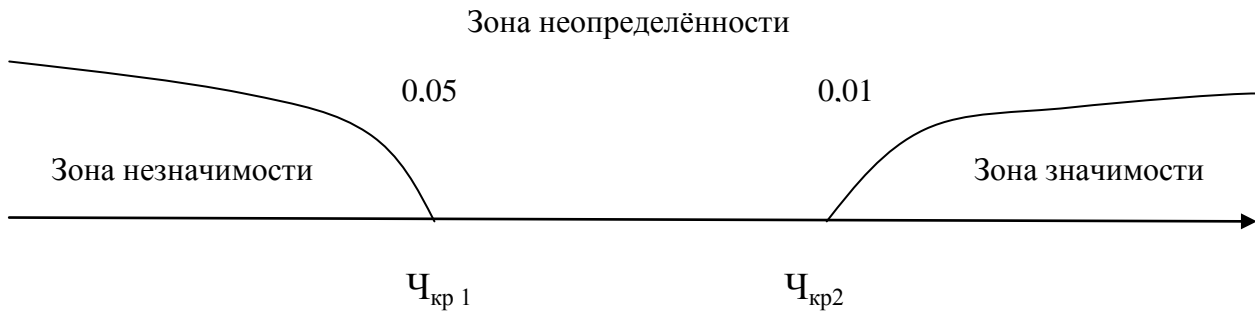 Зона неопределённости
0,05 0,01
Зона незначимости Зона значимости
Чкр 1 Чкр2